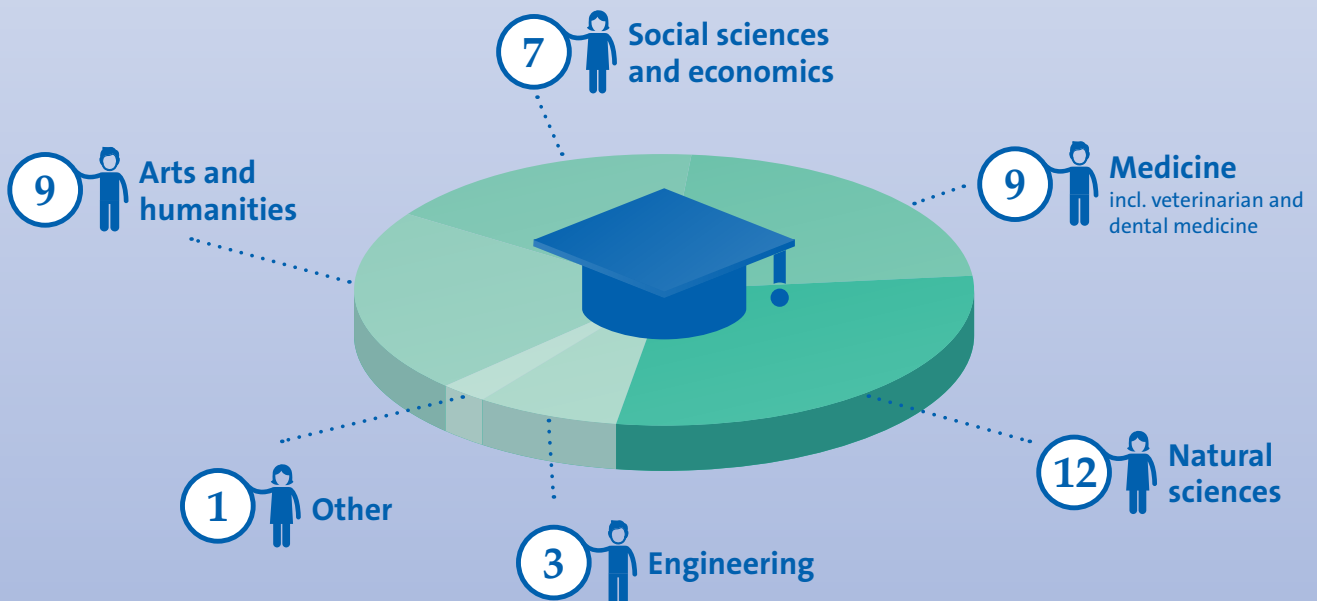 7
Social sciences
and economics
9
Arts and
humanities
9
Medicine
incl. veterinarian and
dental medicine
12
Natural
sciences
1
Other
3
Engineering